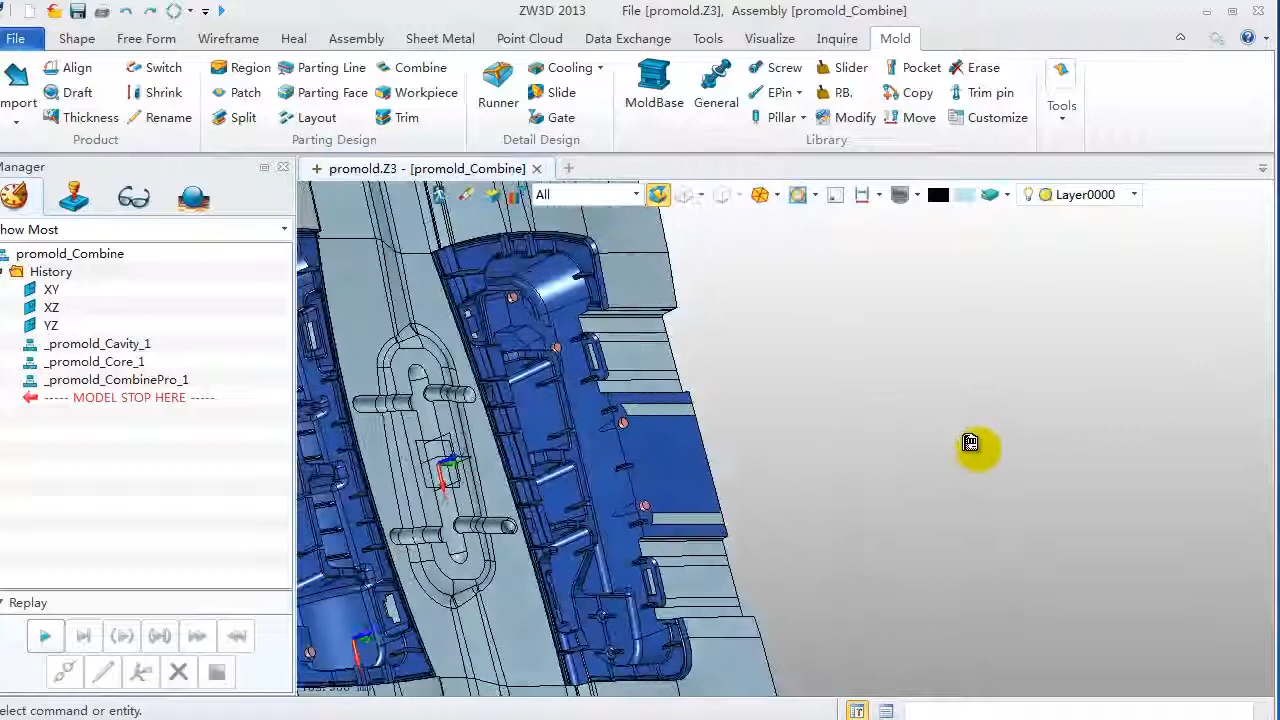 ZW3D 2013 File [promold.Z3], Assembly [promold_Combine]
File Shape Free Form Wireframe Heal Assembly Sheet Metal Point Cloud Data Exchange Tools Visualize Inquire Mold
Align Switch Region Parting Line Combine Cooling Screw Slider Pocket Erase
mport Draft Shrink Patch Parting Face Workpiece Runner Slide MoldBase General EPin RB. Copy Trim pin Tools
Thickness Renam Split Layout Trim Gate Pillar Modify Move Customize
Product Parting Design Detail Design Library
Manager
promold.Z3 - [promold_Combine]
All Layer0000
how Most
promold_Combine
History
XY
XZ
YZ
_promold_Cavity_1
_promold_Core_1
_promold_CombinePro_1
----- MODEL STOP HERE -----
Replay
elect command or entity.